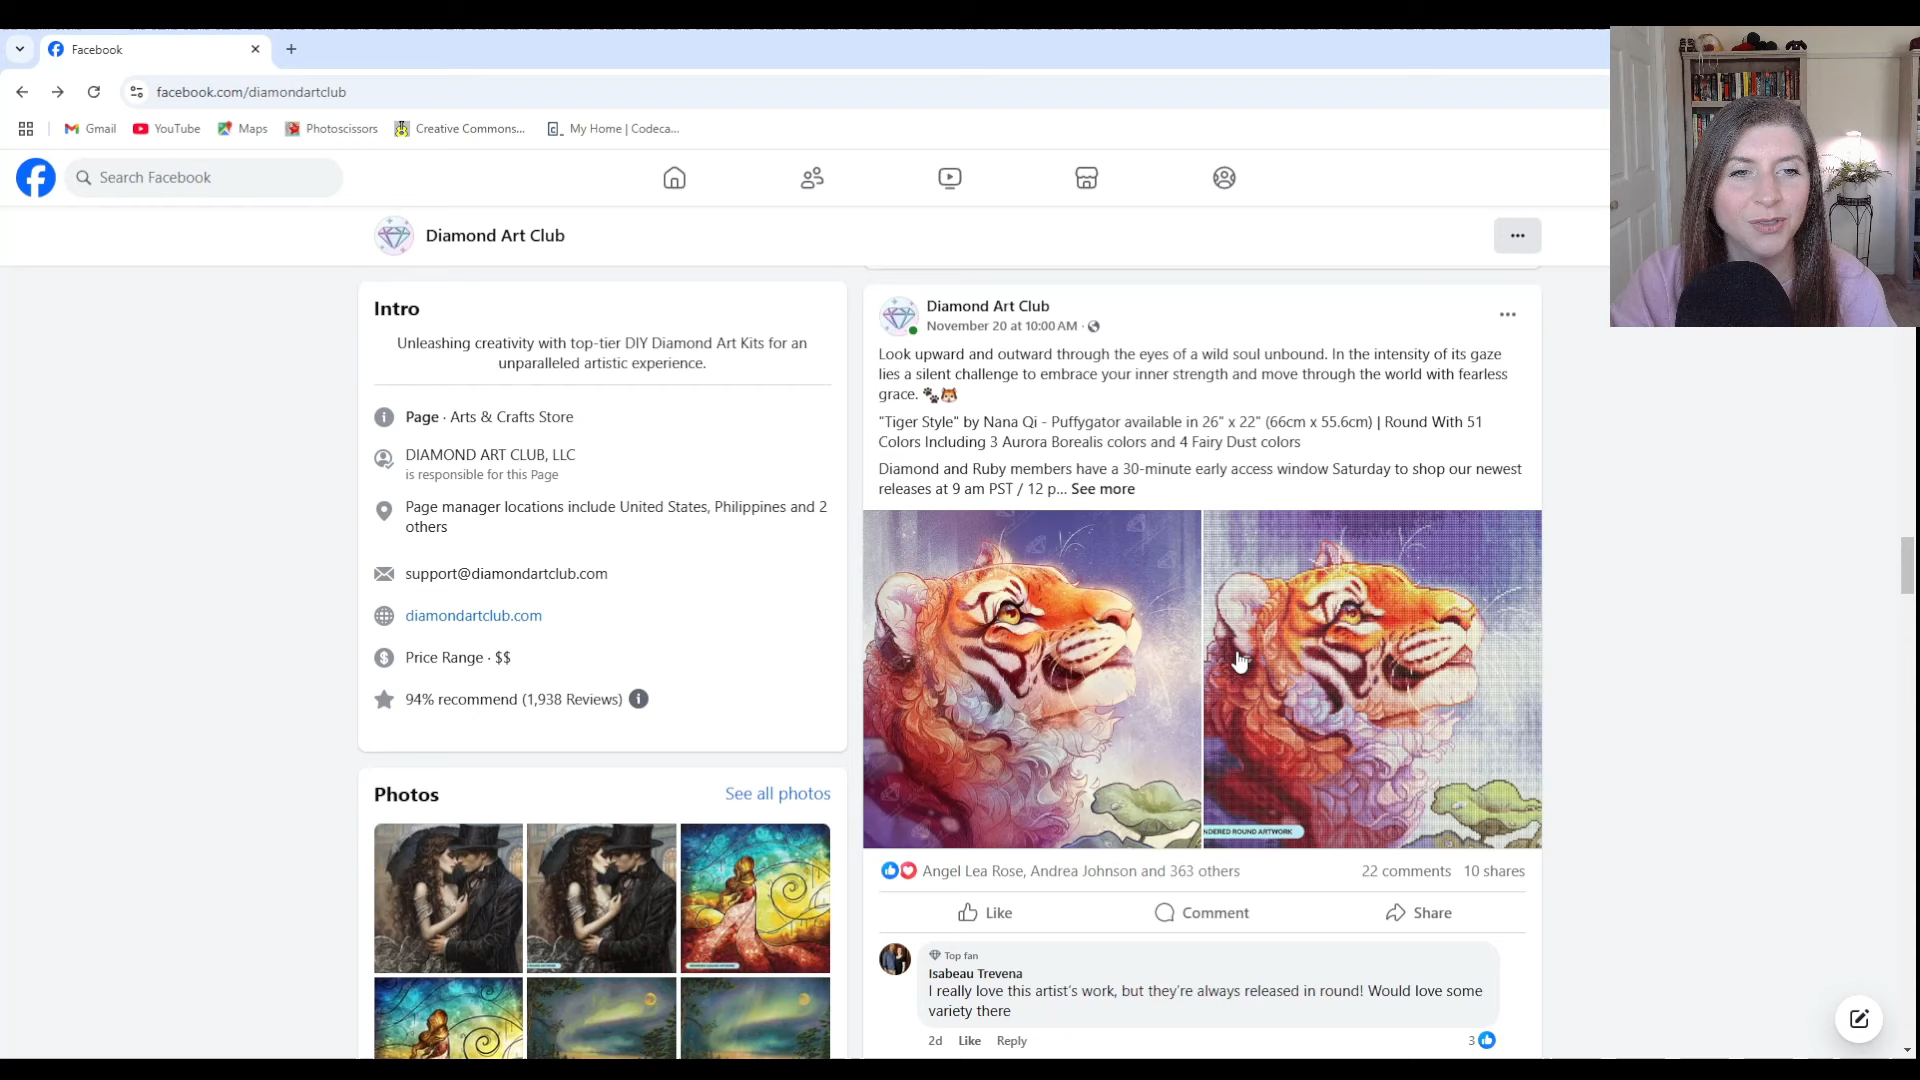 Facebook
facebook.com/diamondartclub
Gmail
YouTube
Maps
Photoscissors
Creative Commons...
My Home | Codeca...
Search Facebook
Diamond Art Club
Intro
Unleashing creativity with top-tier DIY Diamond Art Kits for an
unparalleled artistic experience.
Page · Arts & Crafts Store
DIAMOND ART CLUB, LLC
is responsible for this Page
Page manager locations include United States, Philippines and 2
others
support@diamondartclub.com
diamondartclub.com
Price Range · $$
94% recommend (1,938 Reviews)
Photos
See all photos
Diamond Art Club
November 20 at 10:00 AM ·
Look upward and outward through the eyes of a wild soul unbound. In the intensity of its gaze
lies a silent challenge to embrace your inner strength and move through the world with fearless
grace. 🐾🐯
"Tiger Style" by Nana Qi - Puffygator available in 26" x 22" (66cm x 55.6cm) | Round With 51
Colors Including 3 Aurora Borealis colors and 4 Fairy Dust colors
Diamond and Ruby members have a 30-minute early access window Saturday to shop our newest
releases at 9 am PST / 12 p... See more
NDERED ROUND ARTWORK
Angel Lea Rose, Andrea Johnson and 363 others
22 comments
10 shares
Like
Comment
Share
Top fan
Isabeau Trevena
I really love this artist's work, but they're always released in round! Would love some
variety there
2d
Like
Reply
3